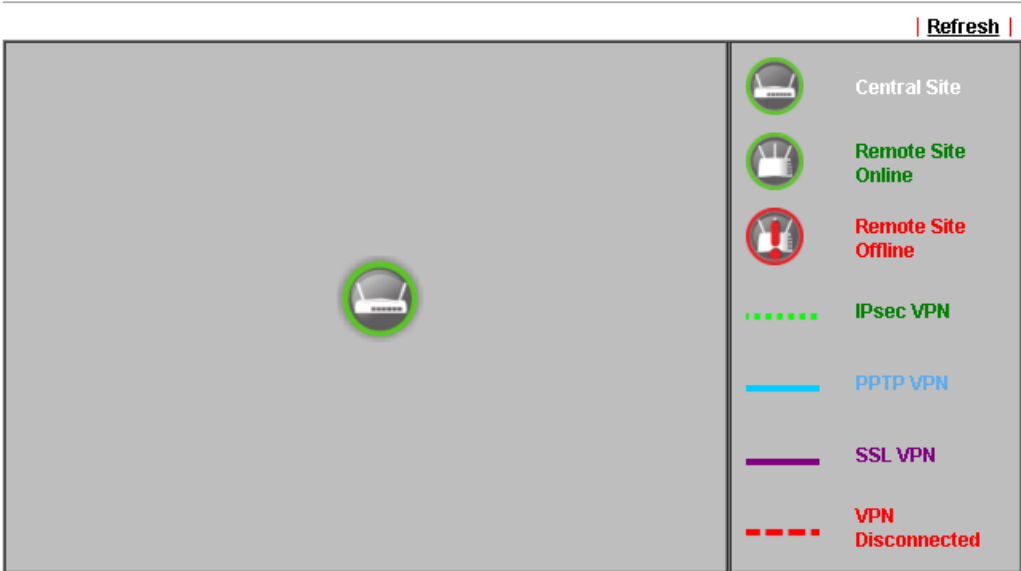 | Refresh |
Central Site
Remote Site
Online
Remote Site
Offline
IPsec VPN
PPTP VPN
SSL VPN
VPN
Disconnected